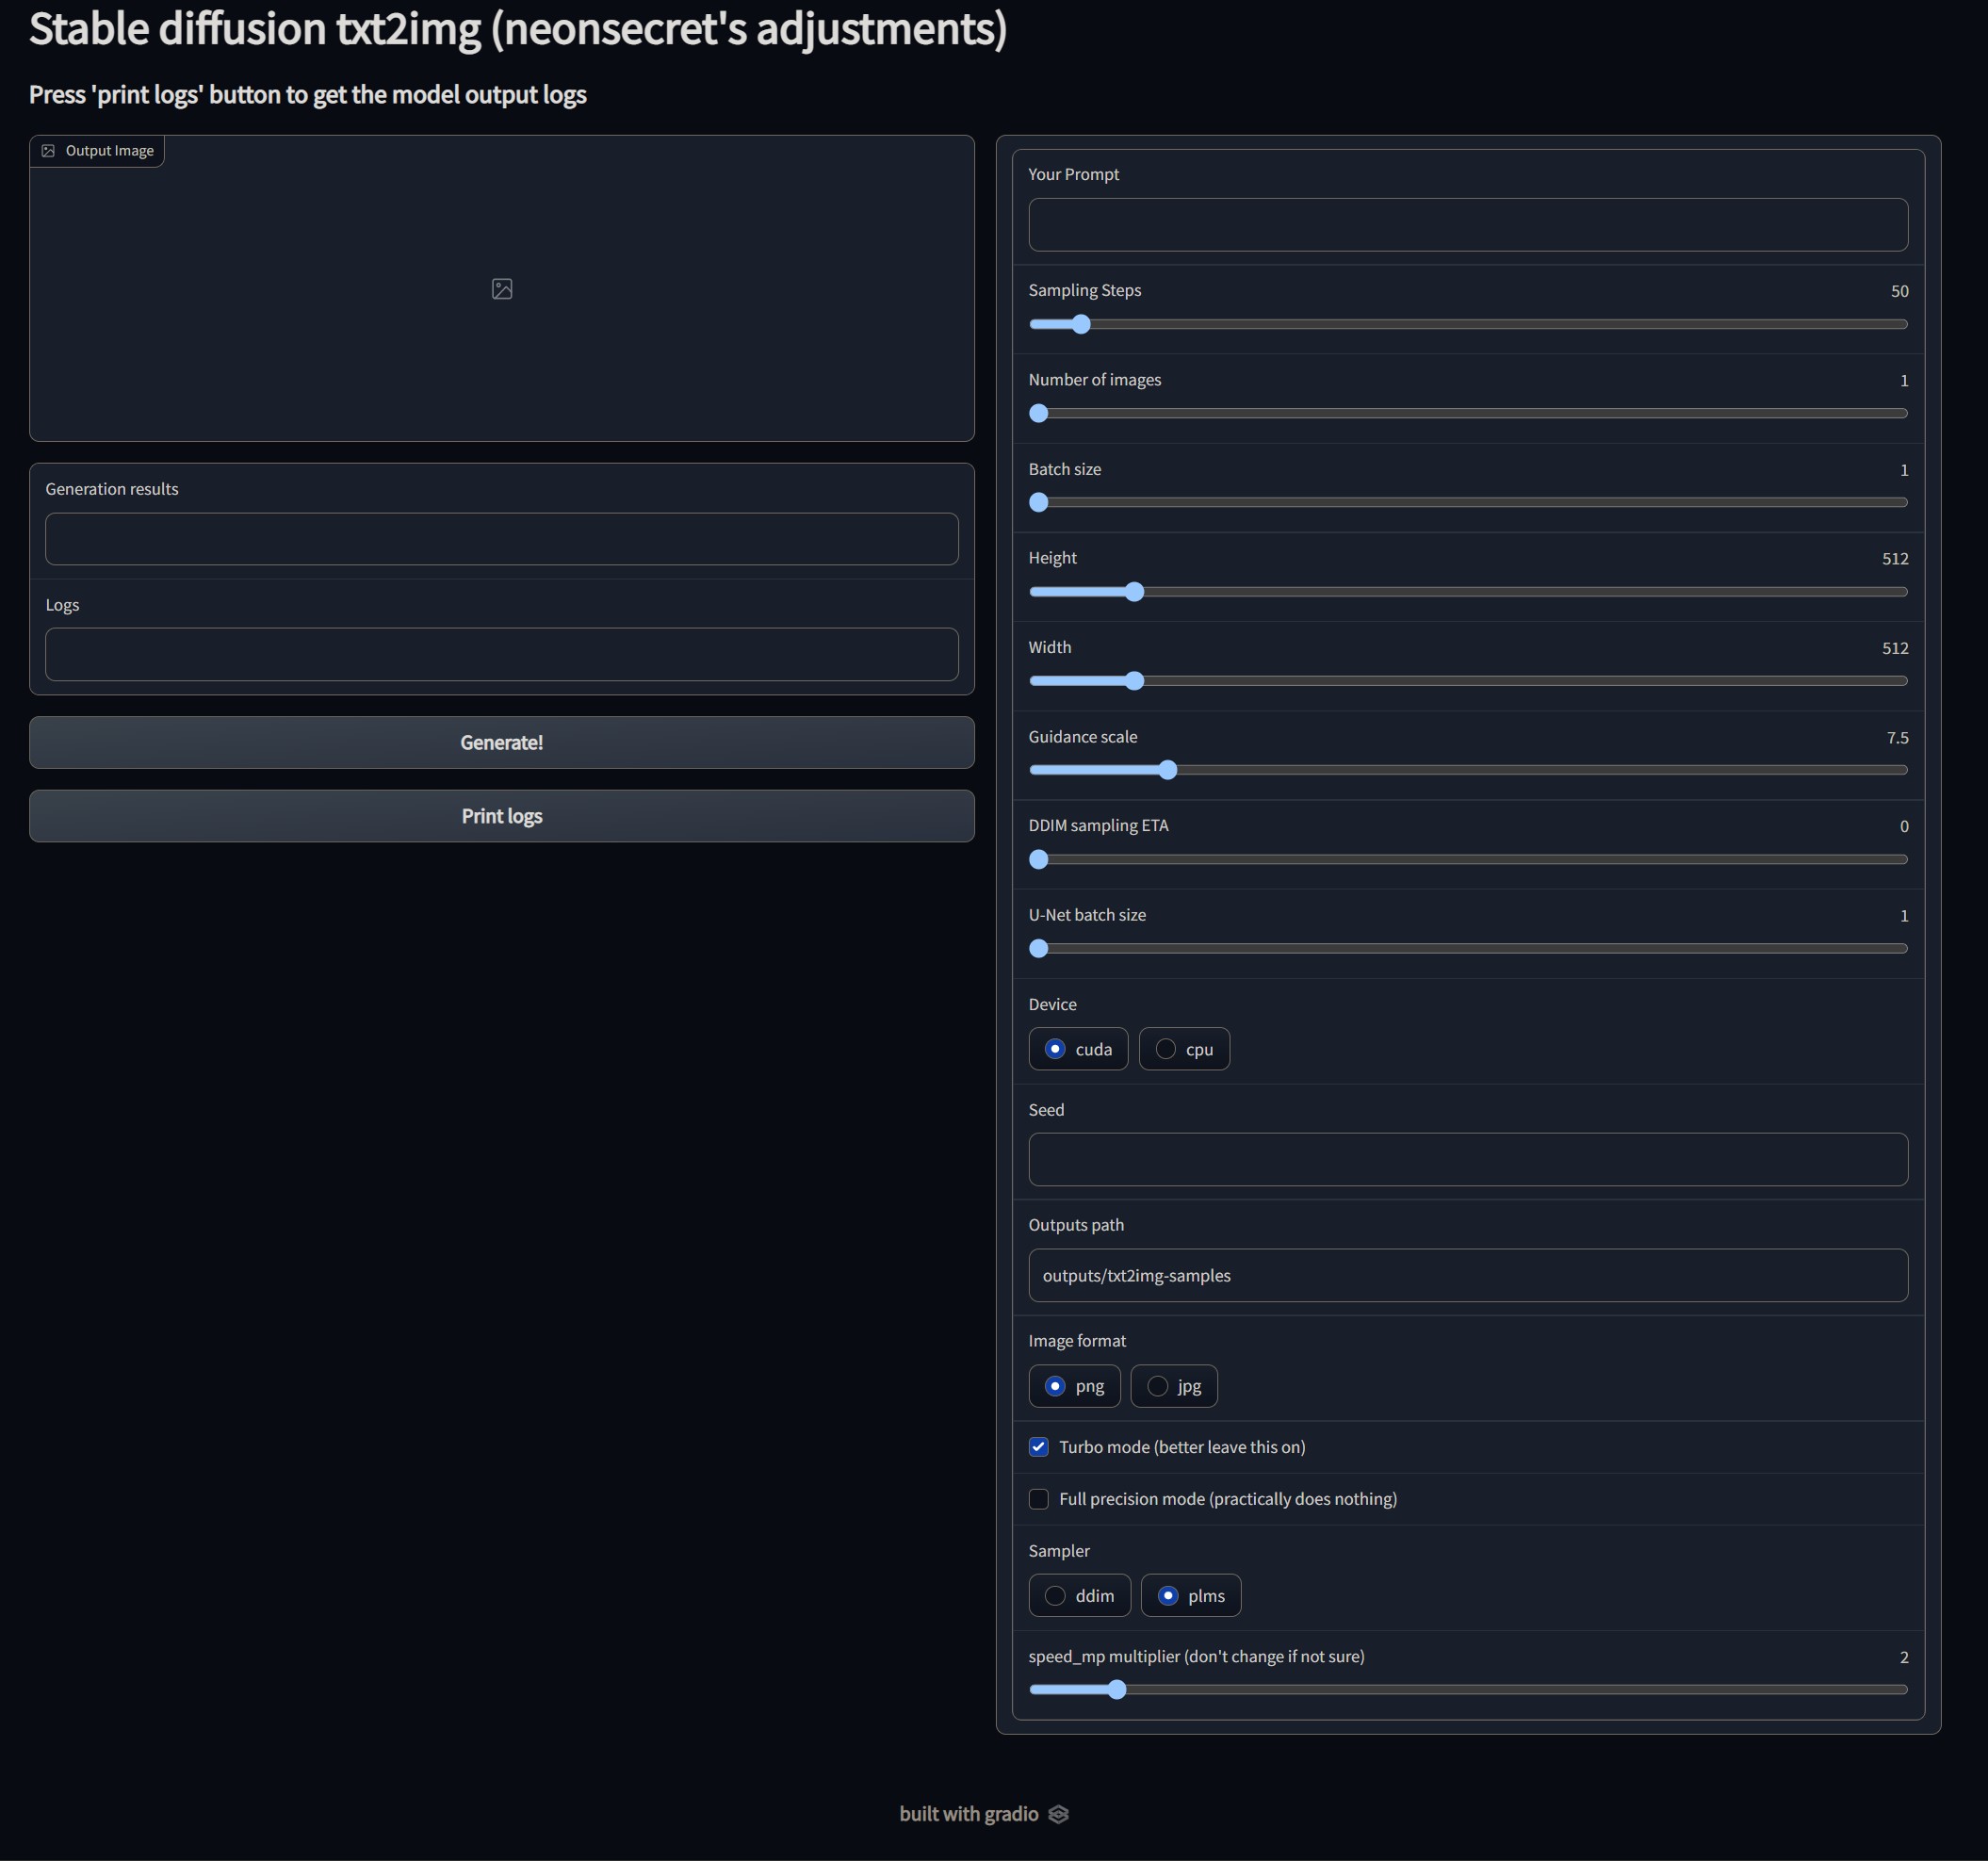 Stable diffusion txt2img (neonsecret's adjustments)
Press 'print logs' button to get the model output logs
Output Image
Generation results
Logs
Generate!
Print logs
Your Prompt
Sampling Steps 50
Number of images 1
Batch size 1
Height 512
Width 512
Guidance scale 7.5
DDIM sampling ETA 0
U-Net batch size 1
Device
cuda cpu
Seed
Outputs path
outputs/txt2img-samples
Image format
png jpg
Turbo mode (better leave this on)
Full precision mode (practically does nothing)
Sampler
ddim plms
speed_mp multiplier (don't change if not sure) 2
built with gradio